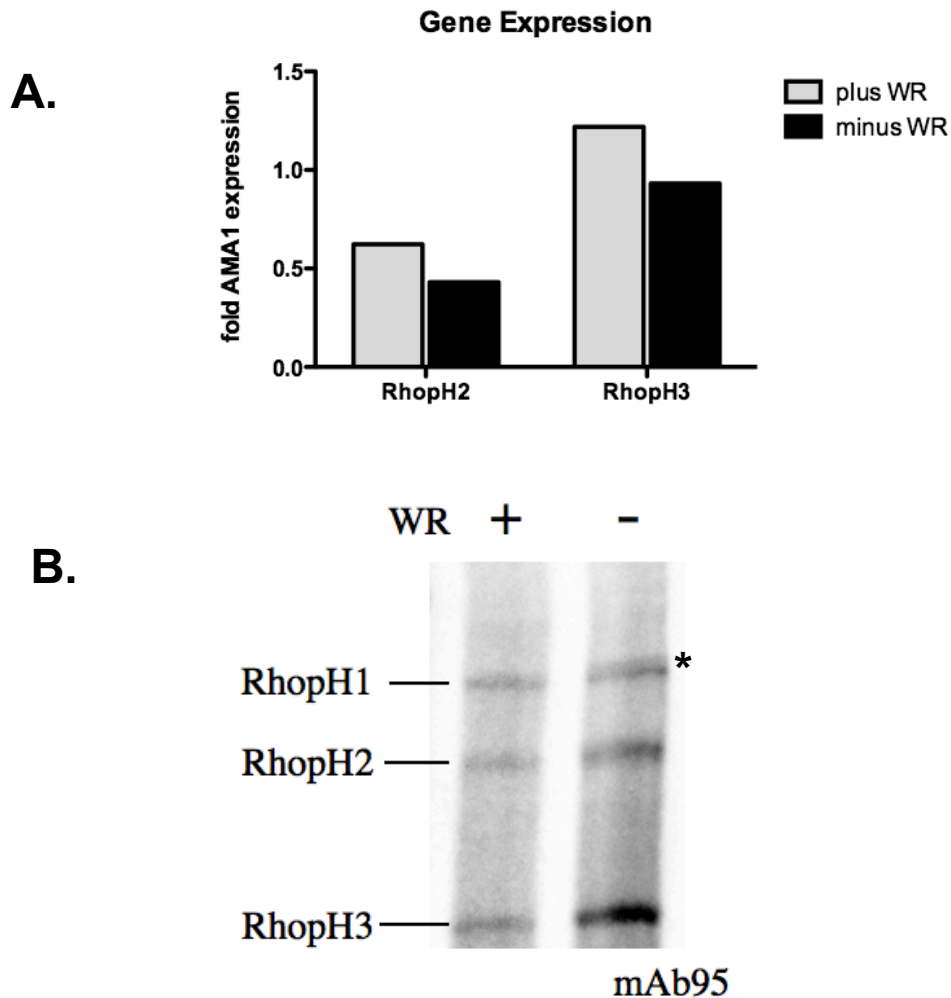 Gene Expression
A.
fold AMA1 expression
1.5
1.0
0.5
0.0
RhopH2
RhopH3
plus WR
minus WR
B.
WR + -
RhopH1
*
RhopH2
RhopH3
mAb95